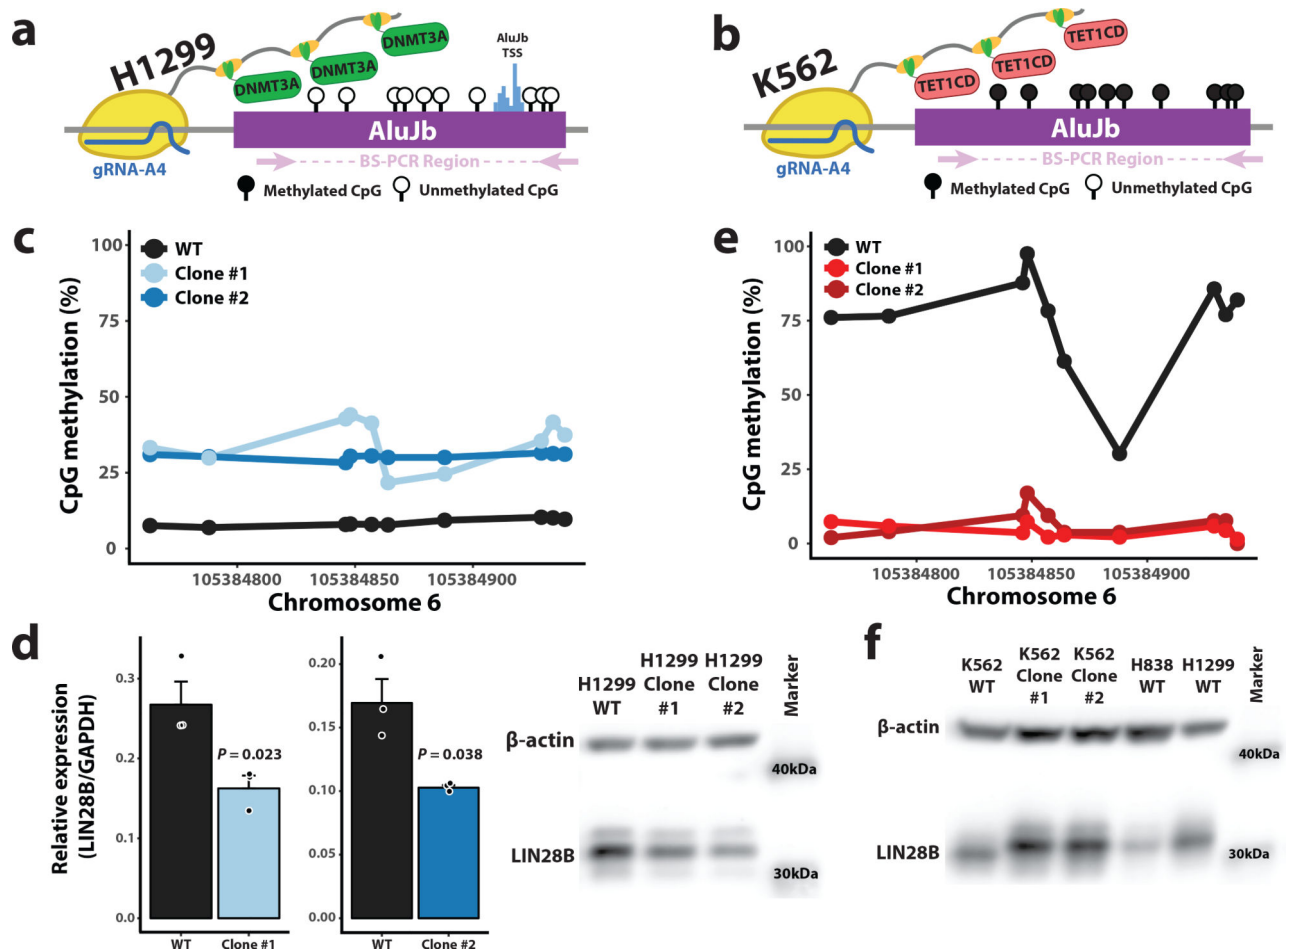 a
H1299
DNMT3A
DNMT3A
DNMT3A
AluJb
TSS
AluJb
gRNA-A4
BS-PCR Region
Methylated CpG
Unmethylated CpG
b
K562
TET1CD
TET1CD
TET1CD
AluJb
gRNA-A4
BS-PCR Region
Methylated CpG
Unmethylated CpG
c
WT
Clone #1
Clone #2
CpG methylation (%)
100
75
50
25
0
105384800
105384850
105384900
Chromosome 6
e
WT
Clone #1
Clone #2
CpG methylation (%)
100
75
50
25
0
105384800
105384850
105384900
Chromosome 6
d
Relative expression
(LIN28B/GAPDH)
0.3
0.2
0.1
0.0
P = 0.023
WT
Clone #1
0.20
0.15
0.10
0.05
0.00
P = 0.038
WT
Clone #2
H1299
WT
H1299
Clone
#1
H1299
Clone
#2
Marker
β-actin
40kDa
LIN28B
30kDa
f
K562
WT
K562
Clone
#1
K562
Clone
#2
H838
WT
H1299
WT
Marker
β-actin
40kDa
LIN28B
30kDa